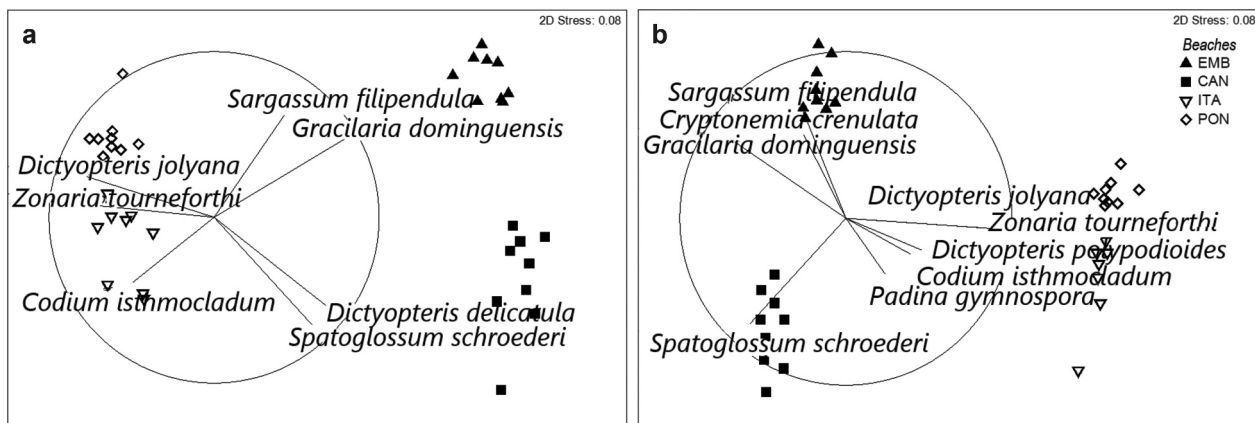 a
2D Stress: 0.08
Sargassum filipendula
Gracilaria dominguensis
Dictyopteris jolyana
Zonaria tourneforthi
Codium isthmocladum
Dictyopteris delicatula
Spatoglossum schroederi
b
2D Stress: 0.08
Beaches
EMB
CAN
ITA
PON
Sargassum filipendula
Cryptonemia crenulata
Gracilaria dominguensis
Dictyopteris jolyana
Zonaria tourneforthi
Dictyopteris polypodioides
Codium isthmocladum
Padina gymnospora
Spatoglossum schroederi